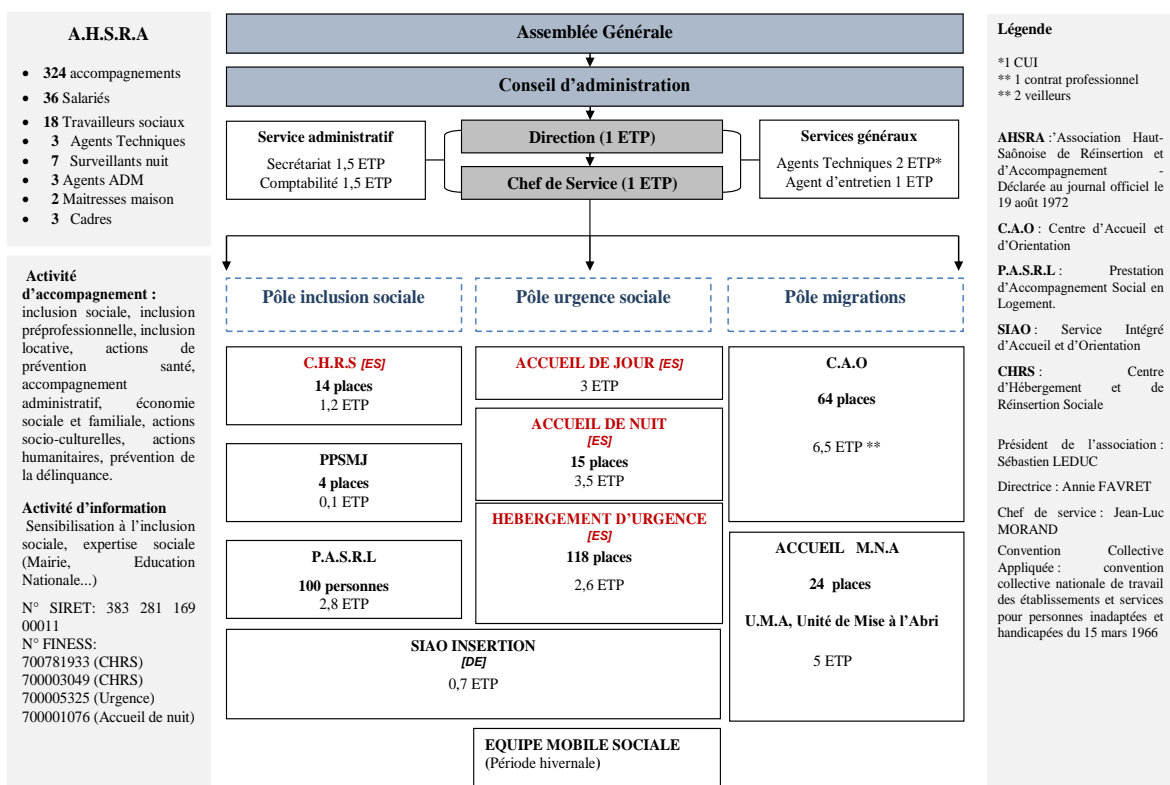 A.H.S.R.A
• 324 accompagnements
• 36 Salariés
• 18 Travailleurs sociaux
• 3 Agents Techniques
• 7 Surveillants nuit
• 3 Agents ADM
• 2 Maitresses maison
• 3 Cadres
Activité
d'accompagnement :
inclusion sociale, inclusion
préprofessionnelle, inclusion
locative, actions de
prévention santé,
accompagnement
administratif, économie
sociale et familiale, actions
socio-culturelles, actions
humanitaires, prévention de
la délinquance.
Activité d'information
Sensibilisation à l'inclusion
sociale, expertise sociale
(Mairie, Education
Nationale...)
N° SIRET: 383 281 169
00011
N° FINESS:
700781933 (CHRS)
700003049 (CHRS)
700005325 (Urgence)
700001076 (Accueil de nuit)
Assemblée Générale
Conseil d'administration
Service administratif
Secrétariat 1,5 ETP
Comptabilité 1,5 ETP
Direction (1 ETP)
Chef de Service (1 ETP)
Services généraux
Agents Techniques 2 ETP*
Agent d'entretien 1 ETP
Pôle inclusion sociale
Pôle urgence sociale
Pôle migrations
C.H.R.S [ES]
14 places
1,2 ETP
PPSMJ
4 places
0,1 ETP
P.A.S.R.L
100 personnes
2,8 ETP
ACCUEIL DE JOUR [ES]
3 ETP
ACCUEIL DE NUIT
[ES]
15 places
3,5 ETP
HEBERGEMENT D'URGENCE
[ES]
118 places
2,6 ETP
C.A.O
64 places
6,5 ETP **
ACCUEIL M.N.A
24 places
U.M.A, Unité de Mise à l'Abri
5 ETP
SIAO INSERTION
[DE]
0,7 ETP
EQUIPE MOBILE SOCIALE
(Période hivernale)
Légende
*1 CUI
** 1 contrat professionnel
** 2 veilleurs
AHSRA :'Association Haut-
Saônoise de Réinsertion et
d'Accompagnement -
Déclarée au journal officiel le
19 août 1972
C.A.O : Centre d'Accueil et
d'Orientation
P.A.S.R.L : Prestation
d'Accompagnement Social en
Logement.
SIAO : Service Intégré
d'Accueil et d'Orientation
CHRS : Centre
d'Hébergement et de
Réinsertion Sociale
Président de l'association :
Sébastien LEDUC
Directrice : Annie FAVRET
Chef de service : Jean-Luc
MORAND
Convention Collective
Appliquée : convention
collective nationale de travail
des établissements et services
pour personnes inadaptées et
handicapées du 15 mars 1966